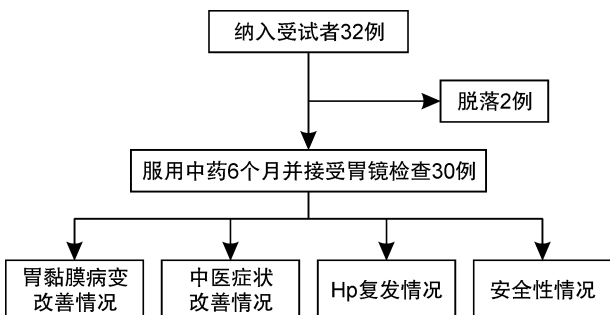 纳入受试者32例
脱落2例
服用中药6个月并接受胃镜检查30例
胃黏膜病变
改善情况
中医症状
改善情况
Hp复发情况
安全性情况